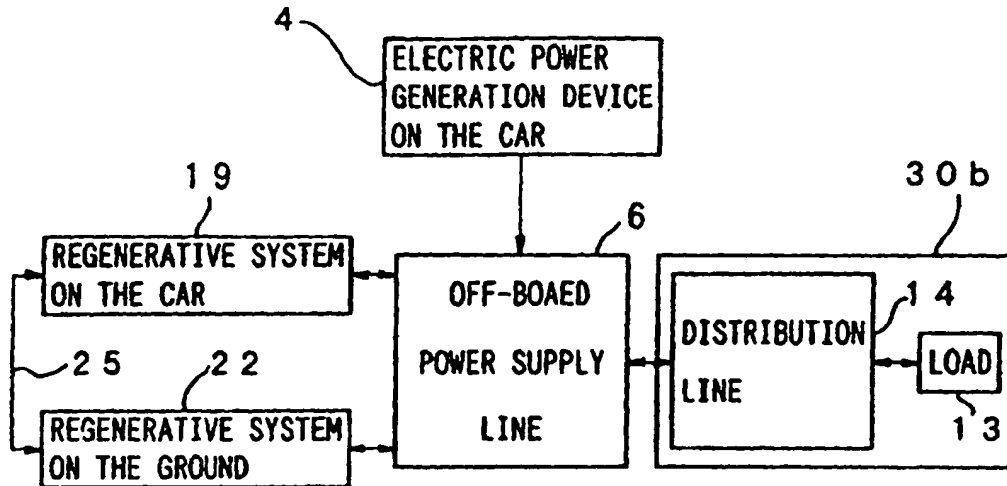 4
ELECTRIC POWER
GENERATION DEVICE
ON THE CAR
19
30b
6
REGENERATIVE SYSTEM
ON THE CAR
OFF-BOAED
POWER SUPPLY
LINE
DISTRIBUTION
LINE
14
LOAD
13
25
22
REGENERATIVE SYSTEM
ON THE GROUND